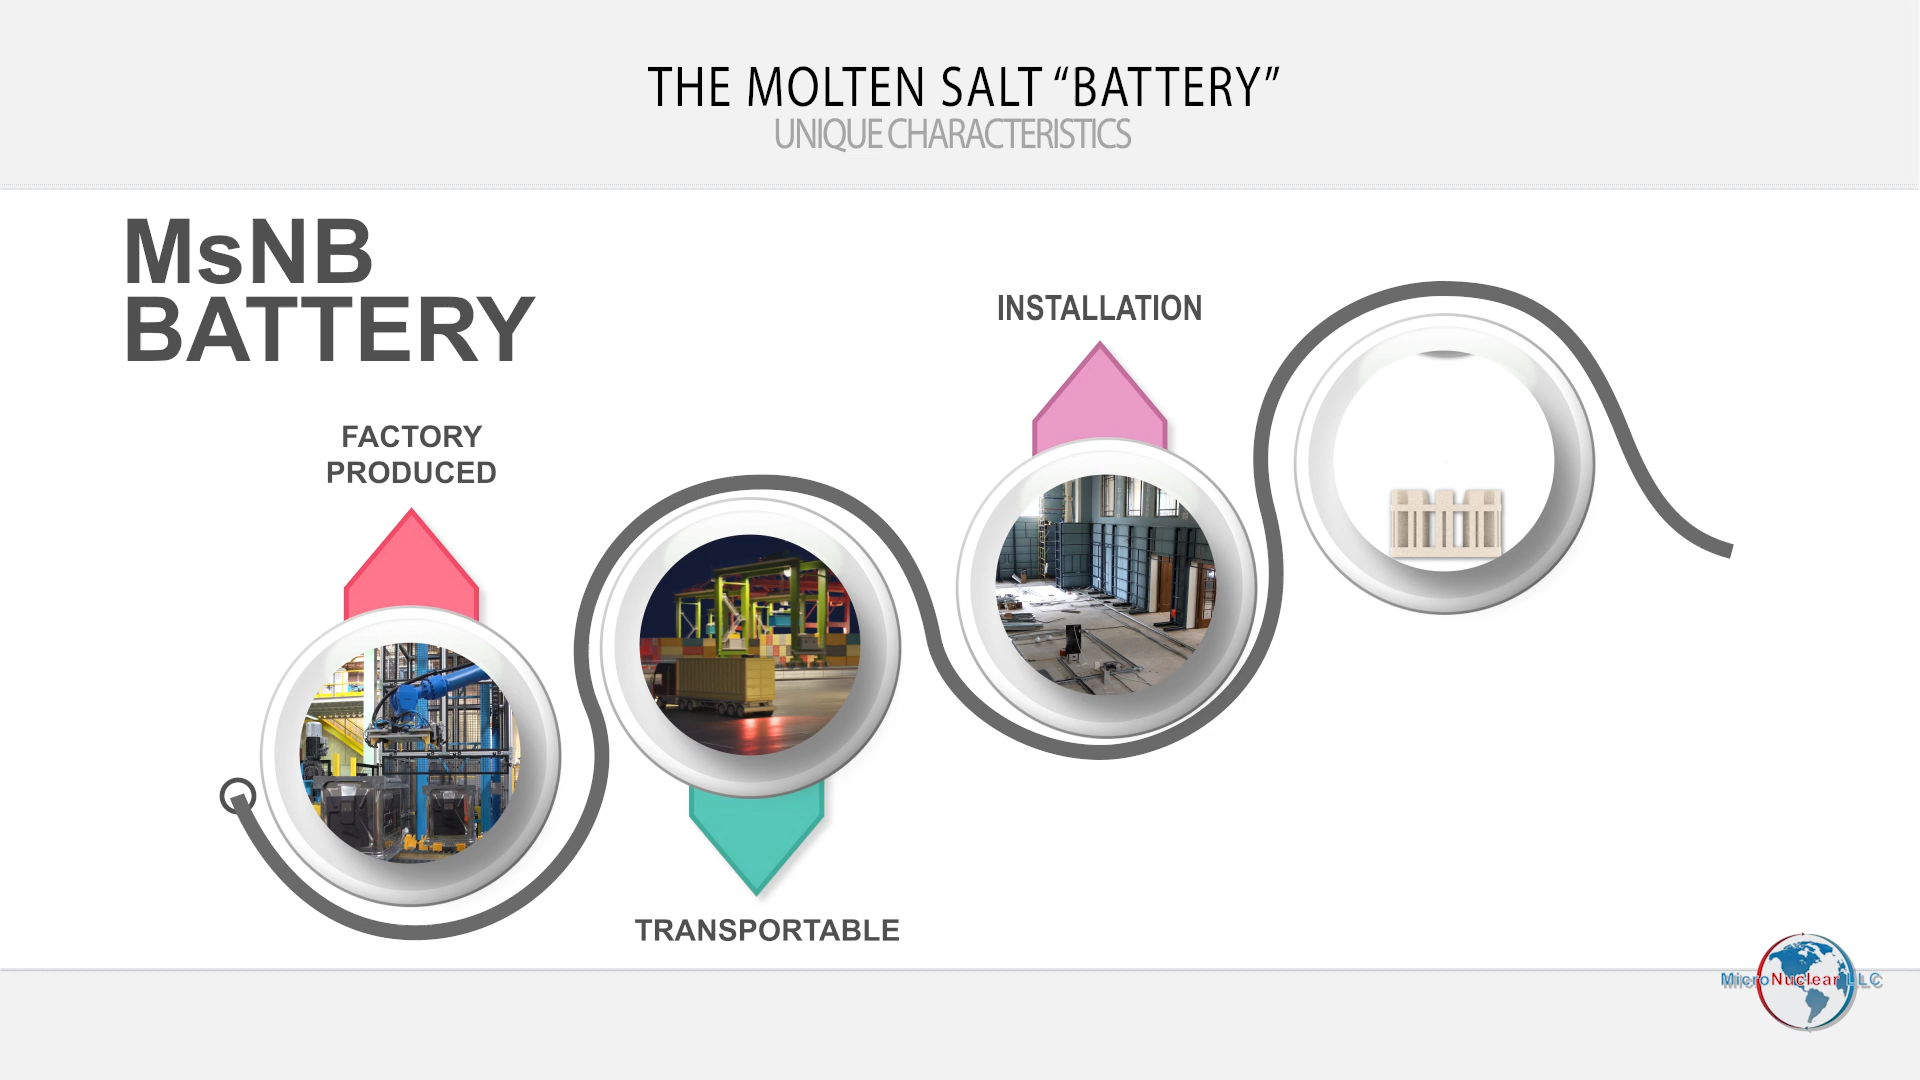 THE MOLTEN SALT “BATTERY”
UNIQUE CHARACTERISTICS
MsNB
BATTERY
INSTALLATION
FACTORY
PRODUCED
TRANSPORTABLE
MicroNuclear LLC